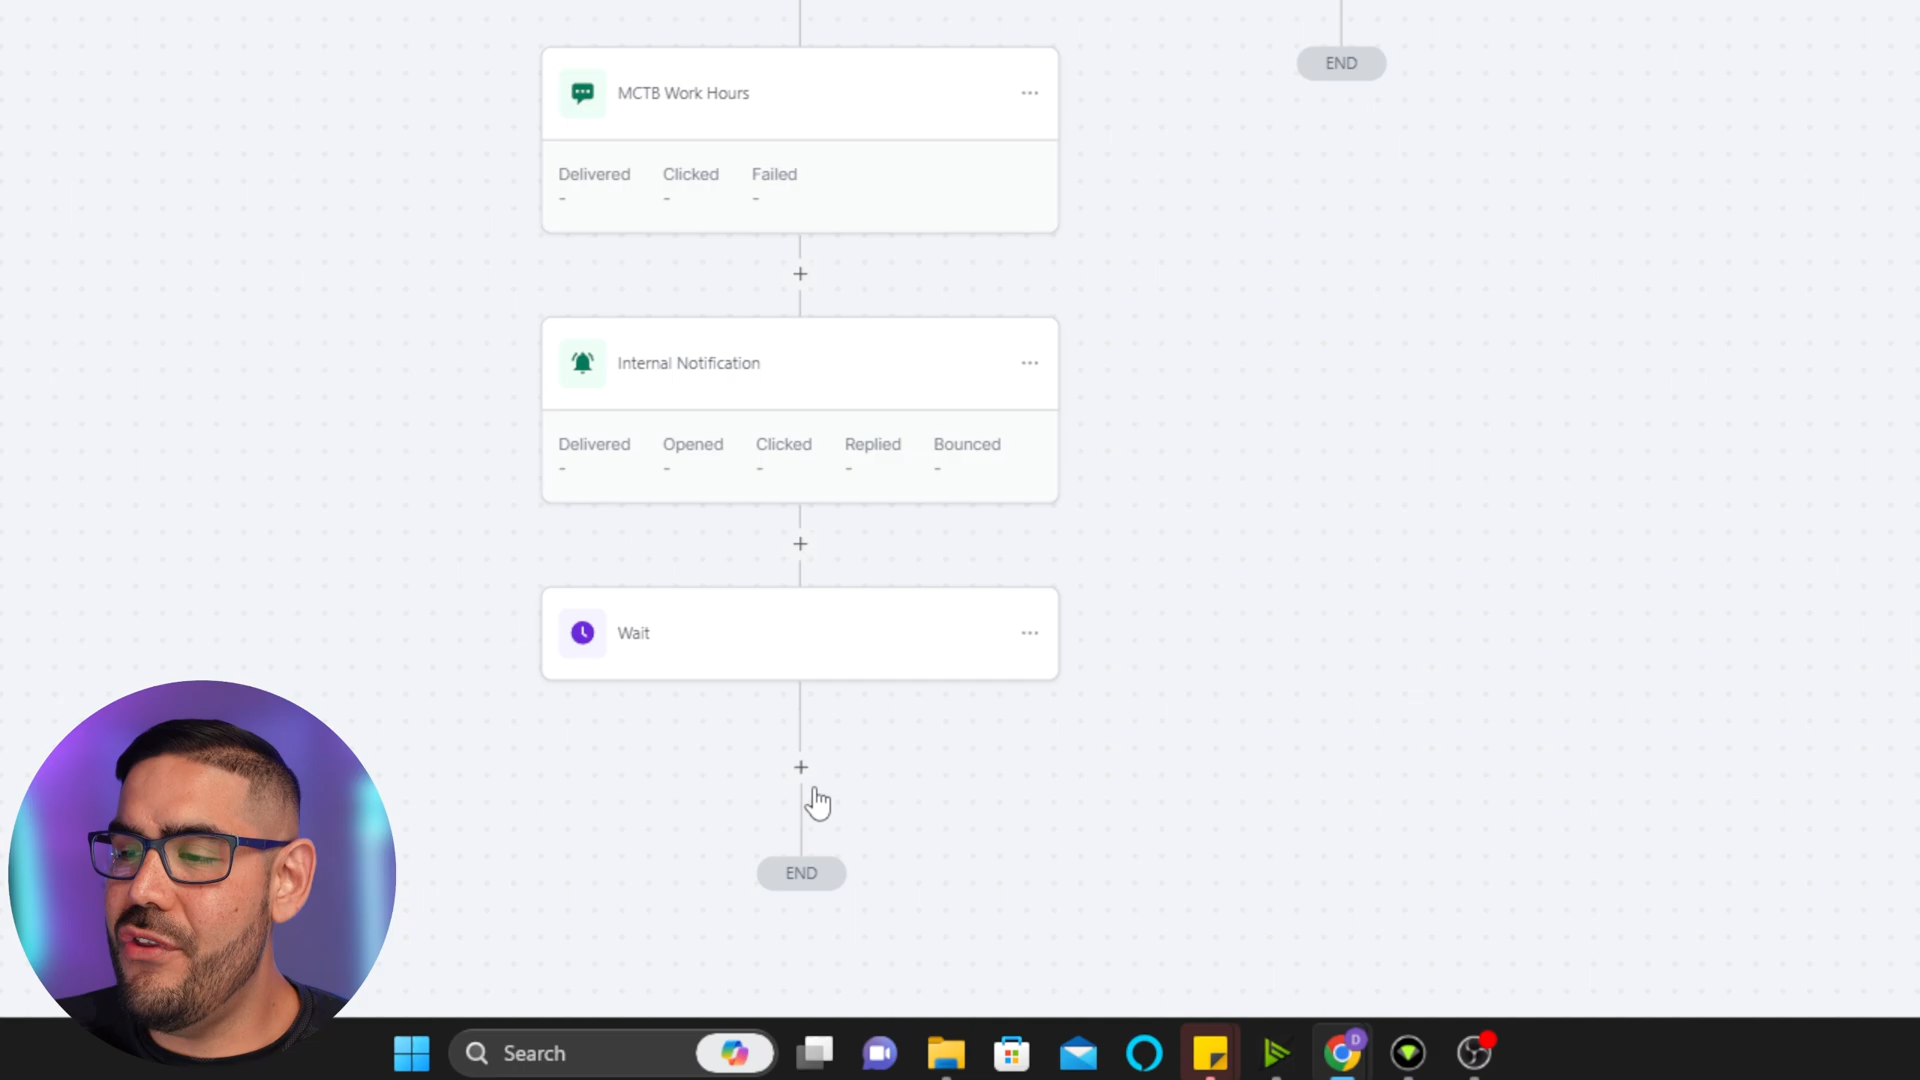 END
MCTB Work Hours
Delivered Clicked Failed
- - -
Internal Notification
Delivered Opened Clicked Replied Bounced
- - - - -
Wait
END
Search
D